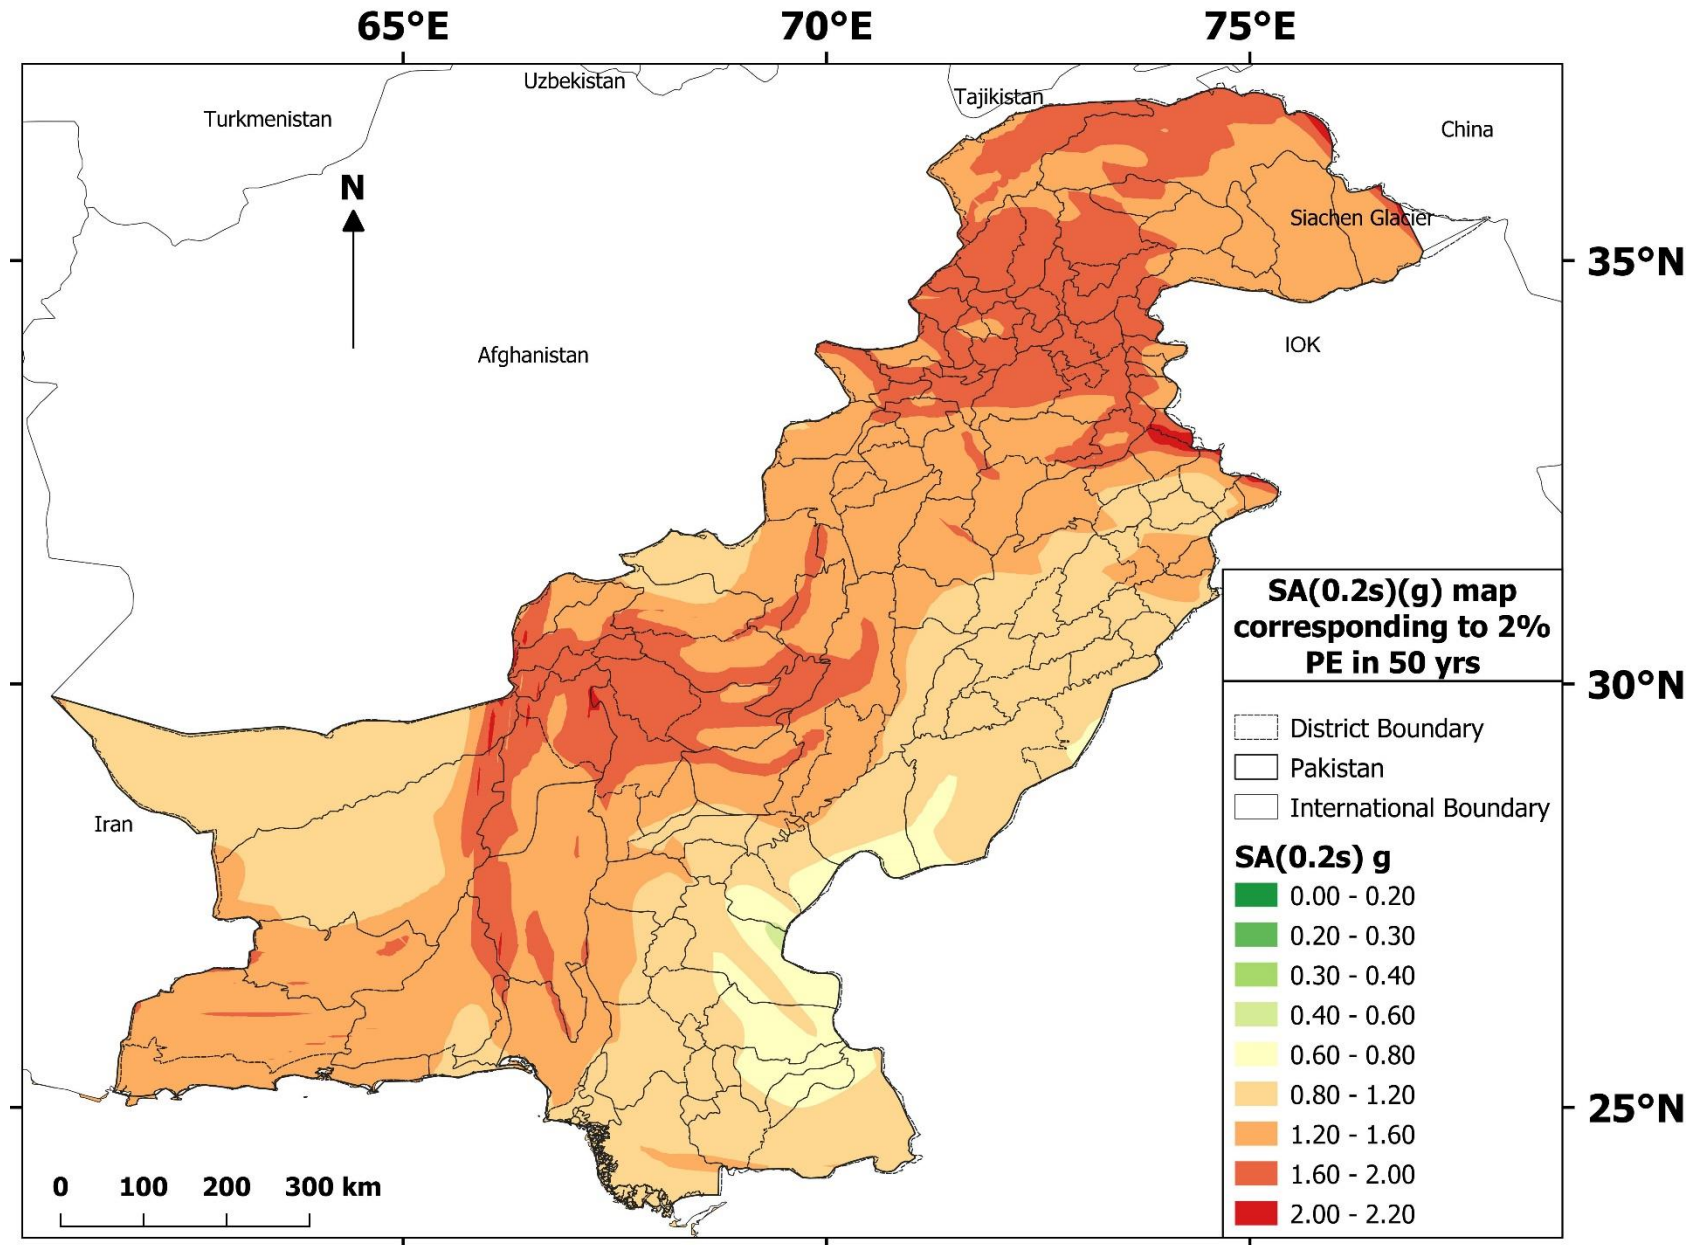 65°E 70°E 75°E
Uzbekistan
Tajikistan
Turkmenistan
China
N
Siachen Glacier
35°N
IOK
Afghanistan
SA(0.2s)(g) map
corresponding to 2%
PE in 50 yrs
30°N
District Boundary
Pakistan
International Boundary
Iran
SA(0.2s) g
0.00 - 0.20
0.20 - 0.30
0.30 - 0.40
0.40 - 0.60
0.60 - 0.80
0.80 - 1.20
25°N
1.20 - 1.60
1.60 - 2.00
2.00 - 2.20
0 100 200 300 km